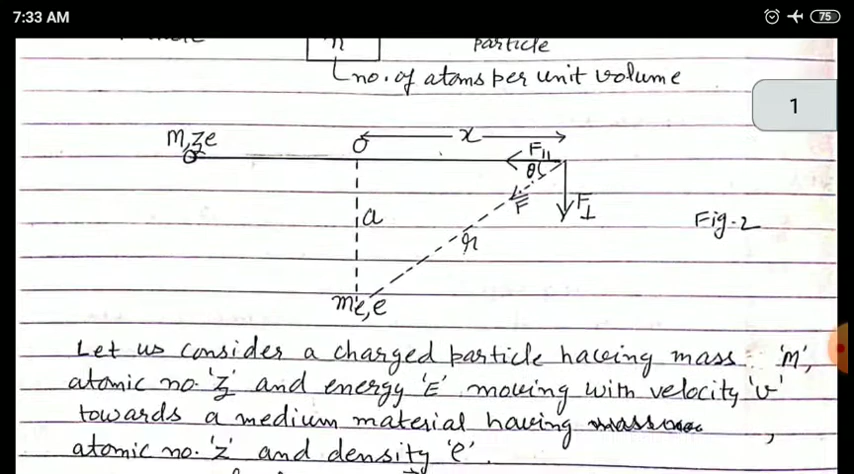 7:33 AM
75
n
particle
no. of atoms per unit volume
1
M,ze
O
x
F||
θ
F
F⊥
a
r
Fig-2
me,e
Let us consider a charged particle having mass 'm',
atomic no. 'z' and energy 'E' moving with velocity 'v'
towards a medium material having
,
atomic no. 'z' and density 'ρ'.